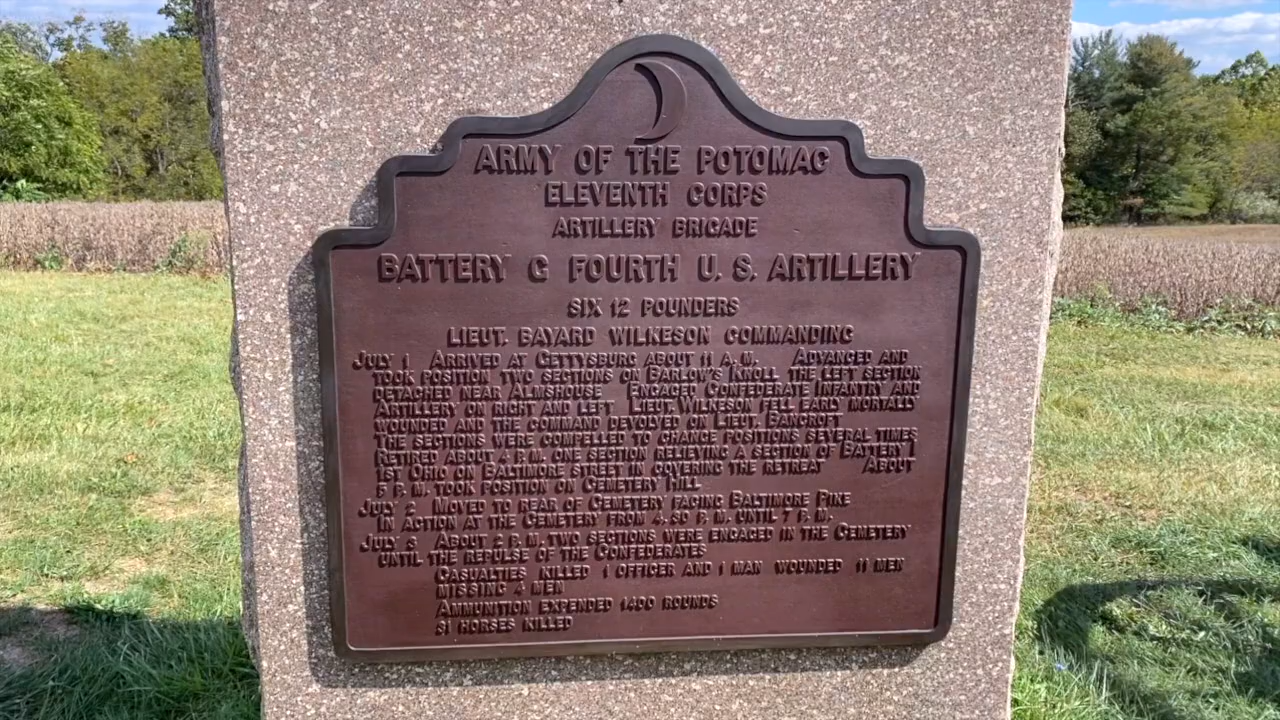 ARMY OF THE POTOMAC
ELEVENTH CORPS
ARTILLERY BRIGADE
BATTERY G FOURTH U. S. ARTILLERY
SIX 12 POUNDERS
LIEUT. BAYARD WILKESON COMMANDING
JULY 1 ARRIVED AT GETTYSBURG ABOUT 11 A. M. ADVANCED AND
TOOK POSITION TWO SECTIONS ON BARLOW'S KNOLL THE LEFT SECTION
DETACHED NEAR ALMSHOUSE ENGAGED CONFEDERATE INFANTRY AND
ARTILLERY ON RIGHT AND LEFT LIEUT. WILKESON FELL EARLY MORTALLY
WOUNDED AND THE COMMAND DEVOLVED ON LIEUT. BANCROFT
THE SECTIONS WERE COMPELLED TO CHANGE POSITIONS SEVERAL TIMES
RETIRED ABOUT 4 P. M. ONE SECTION RELIEVING A SECTION OF BATTERY I
1ST OHIO ON BALTIMORE STREET IN COVERING THE RETREAT ABOUT
5 P. M. TOOK POSITION ON CEMETERY HILL
JULY 2 MOVED TO REAR OF CEMETERY FACING BALTIMORE PIKE
IN ACTION AT THE CEMETERY FROM 4.30 P. M. UNTIL 7 P. M.
JULY 3 ABOUT 2 P. M. TWO SECTIONS WERE ENGAGED IN THE CEMETERY
UNTIL THE REPULSE OF THE CONFEDERATES
CASUALTIES KILLED 1 OFFICER AND 1 MAN WOUNDED 11 MEN
MISSING 4 MEN
AMMUNITION EXPENDED 1400 ROUNDS
31 HORSES KILLED